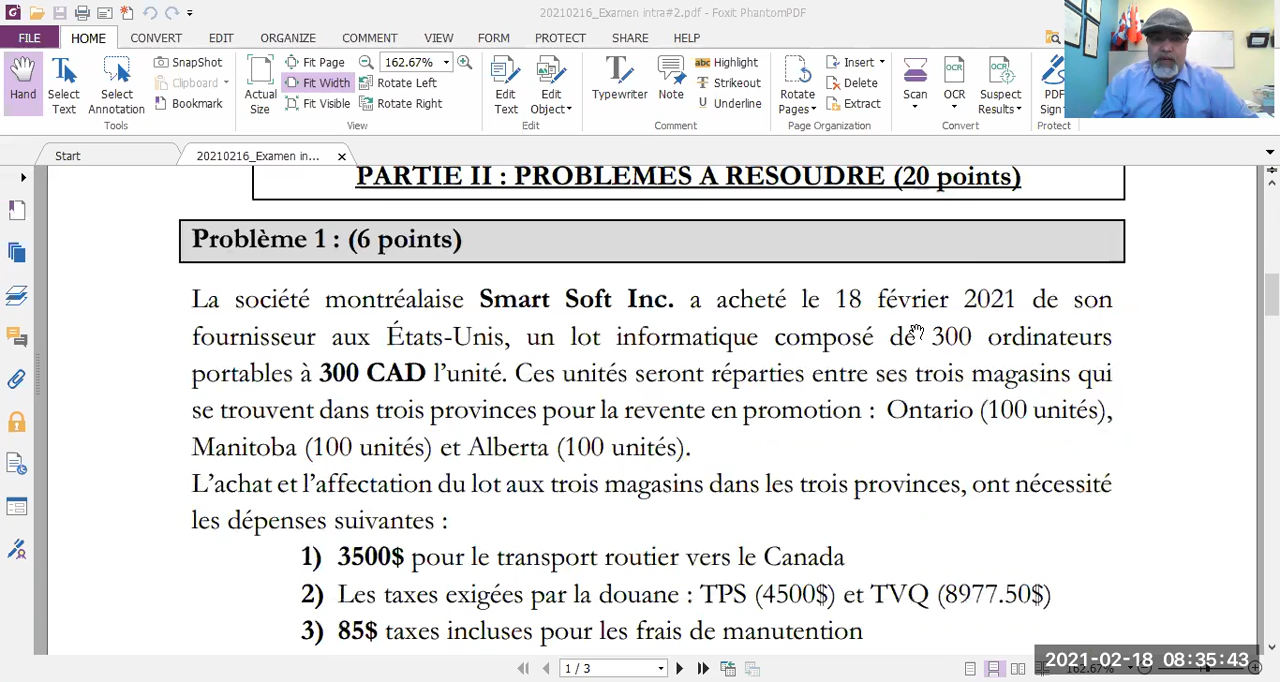 20210216_Examen intra#2.pdf - Foxit PhantomPDF
FILE HOME CONVERT EDIT ORGANIZE COMMENT VIEW FORM PROTECT SHARE HELP
Hand
Select Text
Select Annotation
SnapShot
Clipboard
Bookmark
Tools
Actual Size
Fit Page
Fit Width
Fit Visible
162.67%
Rotate Left
Rotate Right
View
Edit Text
Edit Object
Edit
Typewriter
Note
Highlight
Strikeout
Underline
Comment
Rotate Pages
Insert
Delete
Extract
Page Organization
Scan
OCR
Suspect Results
Convert
PDF Sign
Protect
Start
20210216_Examen in...
PARTIE II : PROBLEMES A RESOUDRE (20 points)
Problème 1 : (6 points)
La société montréalaise Smart Soft Inc. a acheté le 18 février 2021 de son
fournisseur aux États-Unis, un lot informatique composé de 300 ordinateurs
portables à 300 CAD l’unité. Ces unités seront réparties entre ses trois magasins qui
se trouvent dans trois provinces pour la revente en promotion : Ontario (100 unités),
Manitoba (100 unités) et Alberta (100 unités).
L’achat et l’affectation du lot aux trois magasins dans les trois provinces, ont nécessité
les dépenses suivantes :
1) 3500$ pour le transport routier vers le Canada
2) Les taxes exigées par la douane : TPS (4500$) et TVQ (8977.50$)
3) 85$ taxes incluses pour les frais de manutention
1 / 3
162.67%
2021-02-18 08:35:43